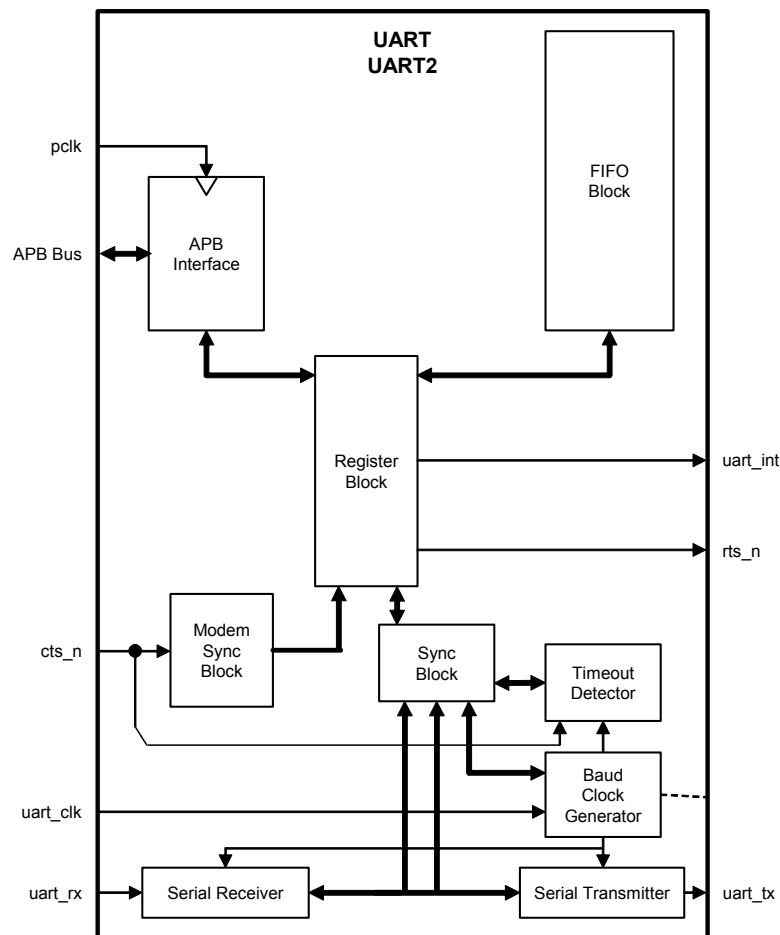 UART
UART2
pclk
FIFO
Block
APB Bus
APB
Interface
Register
Block
uart_int
rts_n
cts_n
Modem
Sync
Block
Sync
Block
Timeout
Detector
uart_clk
Baud
Clock
Generator
uart_rx
Serial Receiver
Serial Transmitter
uart_tx